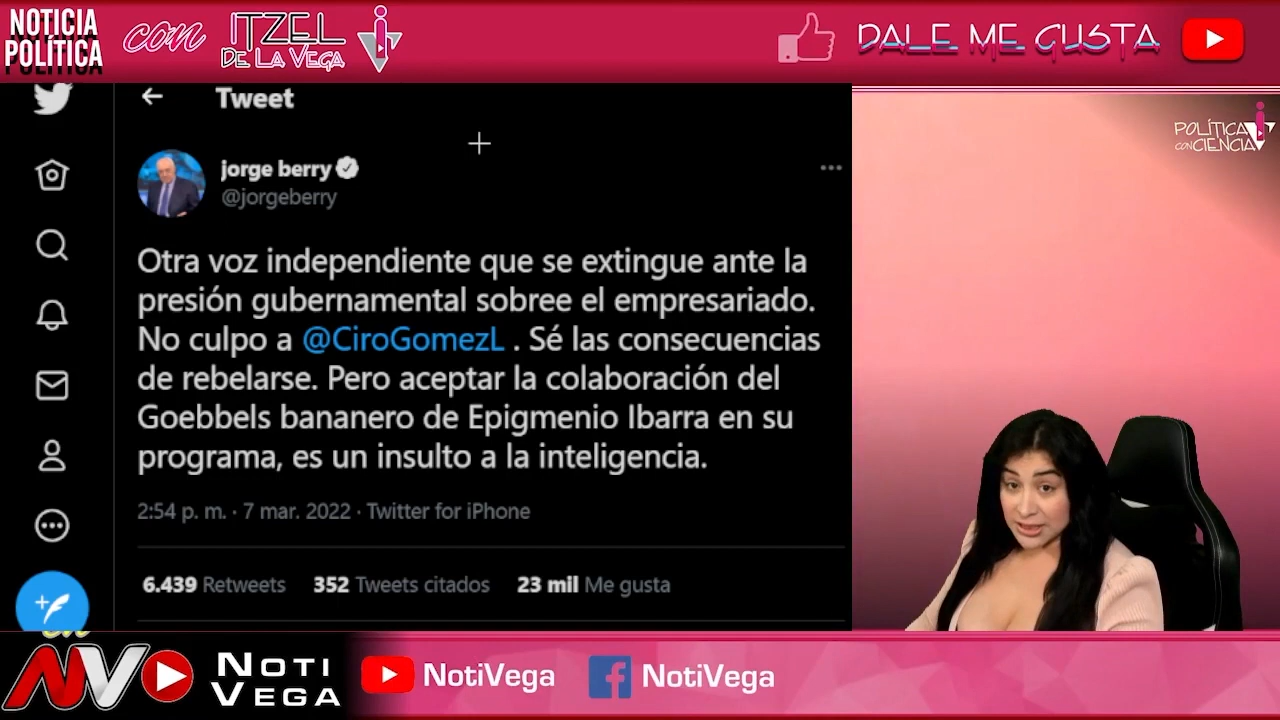 NOTICIA
POLÍTICA
con
ITZEL
DE LA VEGA
DALE ME GUSTA
Tweet
jorge berry
@jorgeberry
POLÍTICA
CON CIENCIA
Otra voz independiente que se extingue ante la
presión gubernamental sobree el empresariado.
No culpo a @CiroGomezL . Sé las consecuencias
de rebelarse. Pero aceptar la colaboración del
Goebbels bananero de Epigmenio Ibarra en su
programa, es un insulto a la inteligencia.
2:54 p. m. · 7 mar. 2022 · Twitter for iPhone
6.439 Retweets 352 Tweets citados 23 mil Me gusta
en
NV
NOTI
VEGA
NotiVega
NotiVega